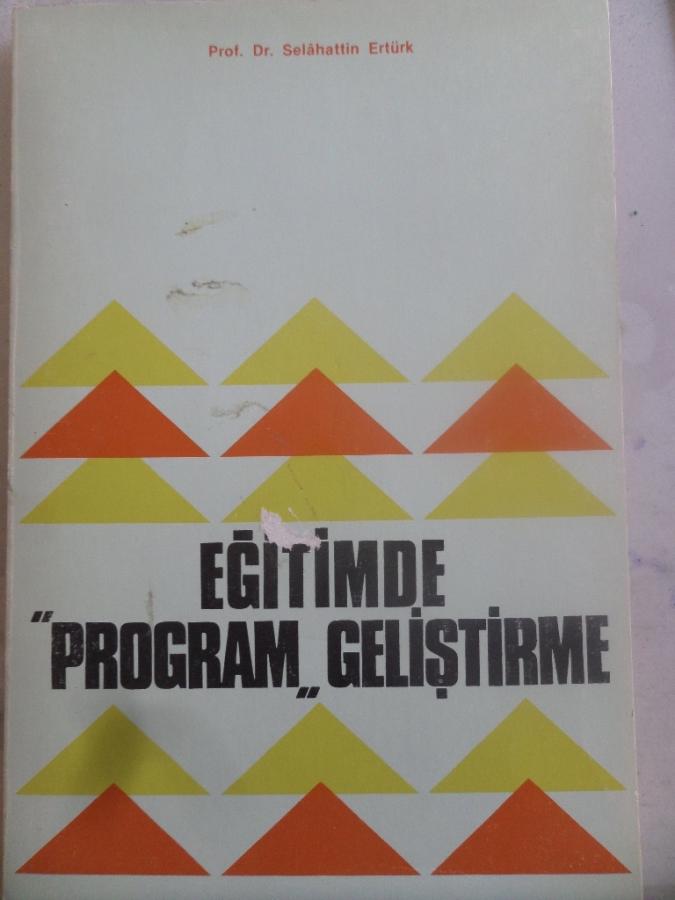 Prof. Dr. Selâhattin Ertürk
EĞİTİMDE
"PROGRAM„ GELİŞTİRME